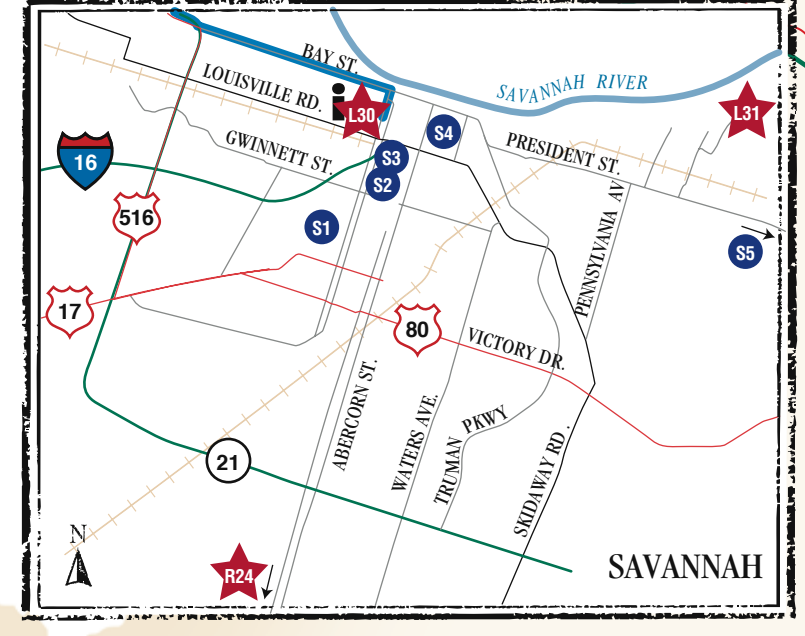 BAY ST.
LOUISVILLE RD.
SAVANNAH RIVER
i
L30
L31
S4
S3
S2
GWINNETT ST.
PRESIDENT ST.
16
516
S1
PENNSYLVANIA AV
S5
17
80
VICTORY DR.
ABERCORN ST.
WATERS AVE.
TRUMAN PKWY
SKIDAWAY RD.
21
N
R24
SAVANNAH